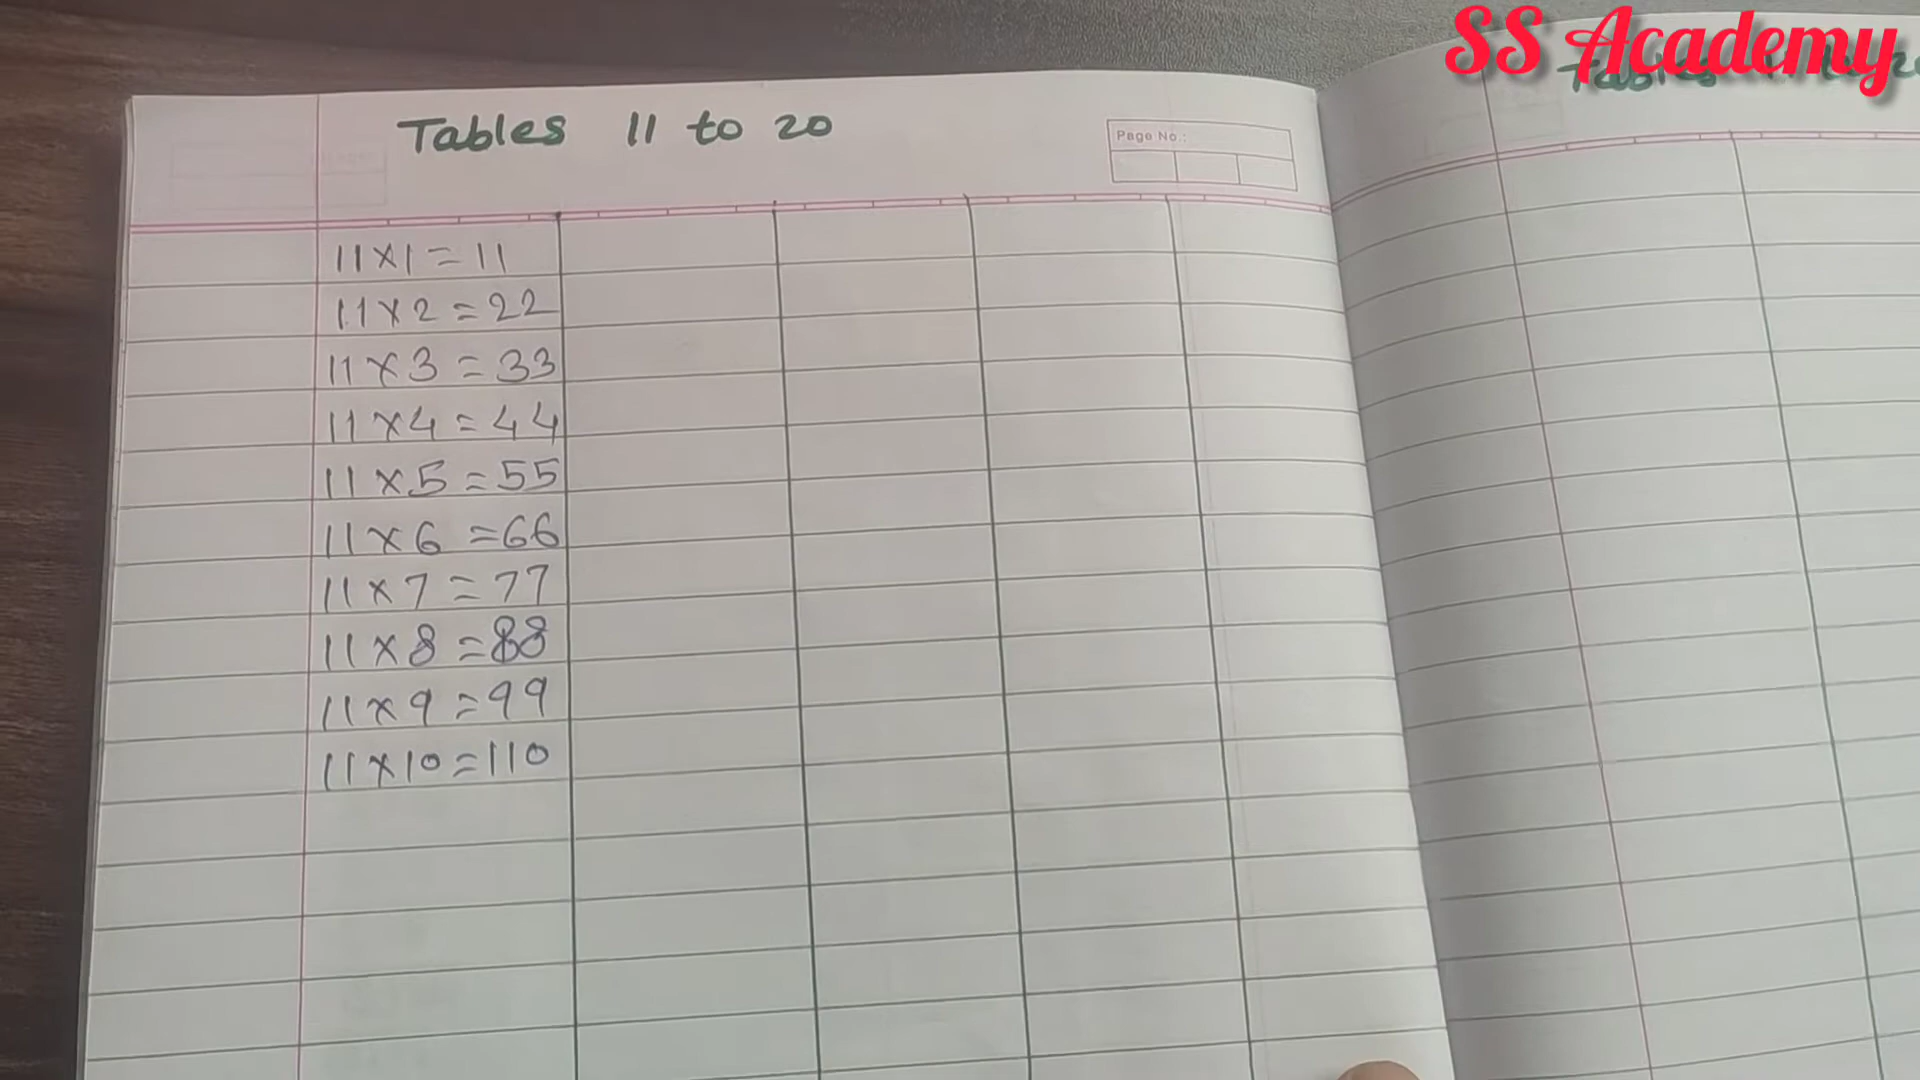 SS Academy
Tables 11 to 20
Page No.:
11×1=11
11×2=22
11×3=33
11×4=44
11×5=55
11×6=66
11×7=77
11×8=88
11×9=99
11×10=110
Tables